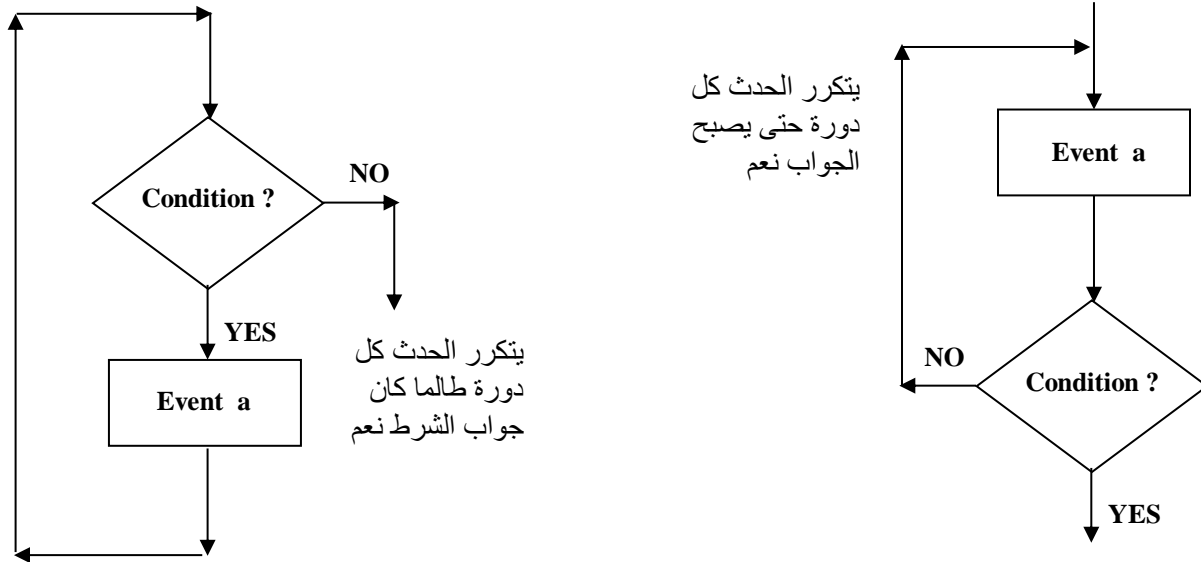 Condition ?
NO
YES
Event a
يتكرر الحدث كل
دورة طالما كان
جواب الشرط نعم
يتكرر الحدث كل
دورة حتى يصبح
الجواب نعم
Event a
NO
Condition ?
YES